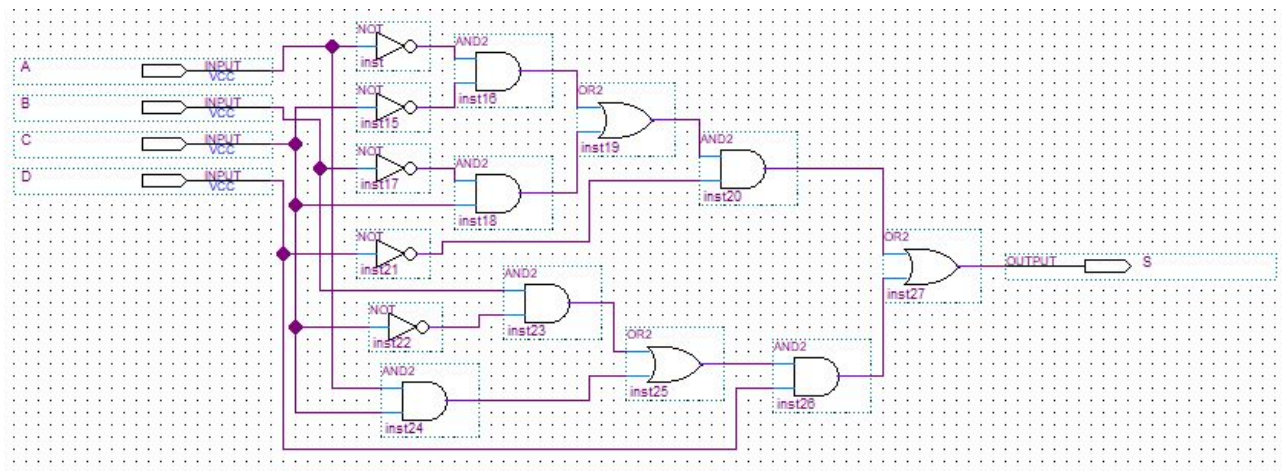 A
INPUT
VCC
B
INPUT
VCC
C
INPUT
VCC
D
INPUT
VCC
NOT
inst
NOT
inst15
AND2
inst16
NOT
inst17
AND2
inst18
OR2
inst19
AND2
inst20
NOT
inst21
NOT
inst22
AND2
inst23
AND2
inst24
OR2
inst25
AND2
inst26
OR2
inst27
OUTPUT
S